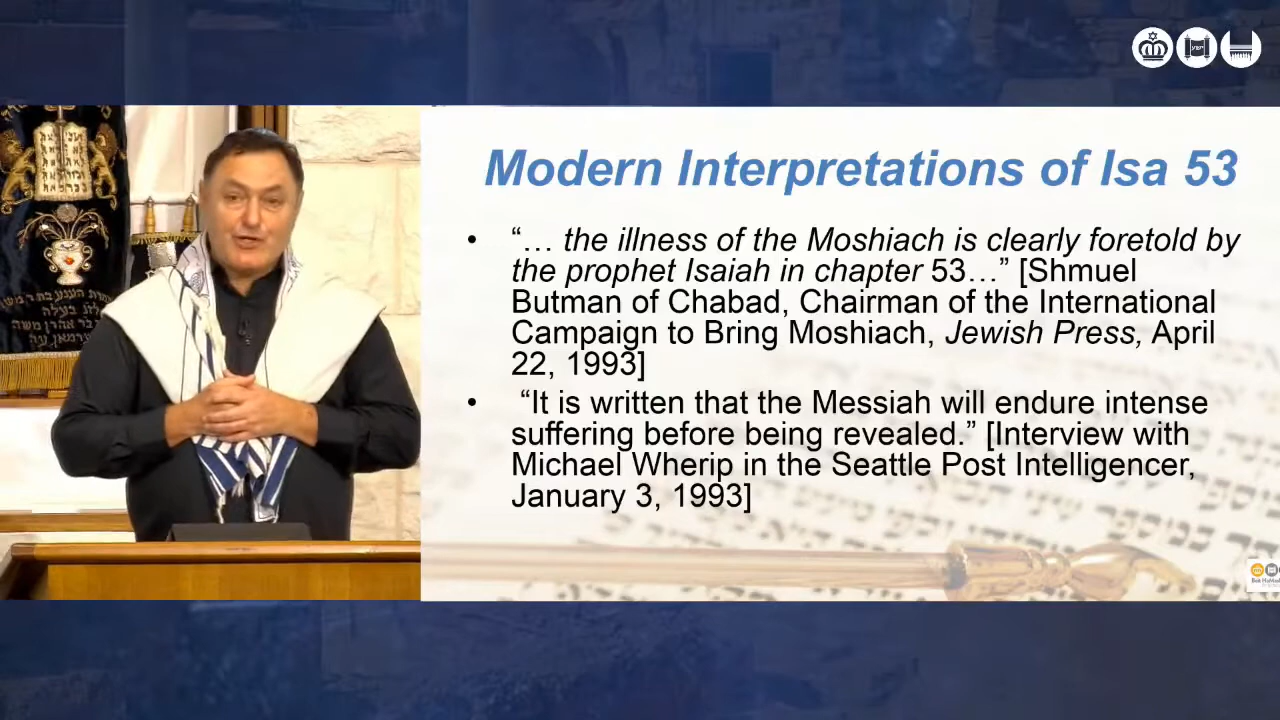 Modern Interpretations of Isa 53
• “… the illness of the Moshiach is clearly foretold by
the prophet Isaiah in chapter 53…” [Shmuel
Butman of Chabad, Chairman of the International
Campaign to Bring Moshiach, Jewish Press, April
22, 1993]
• “It is written that the Messiah will endure intense
suffering before being revealed.” [Interview with
Michael Wherip in the Seattle Post Intelligencer,
January 3, 1993]